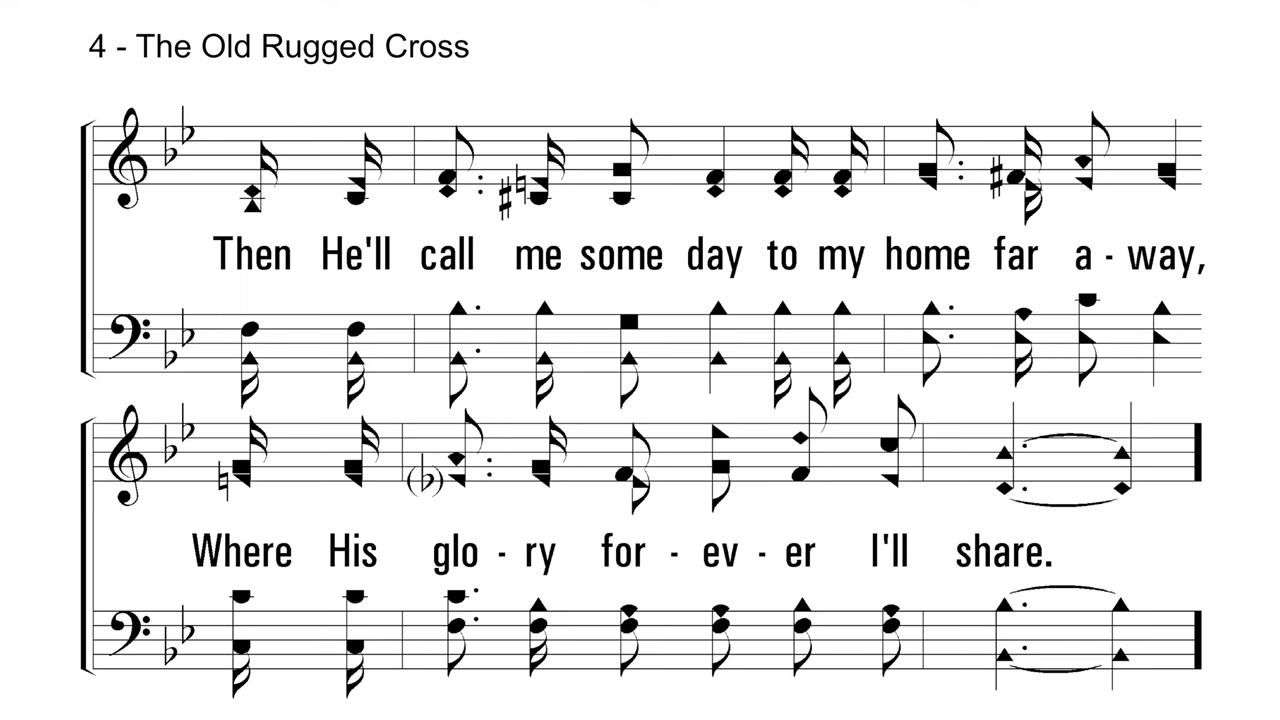 4 - The Old Rugged Cross
Then He'll call me some day to my home far a - way,
Where His glo - ry for - ev - er I'll share.